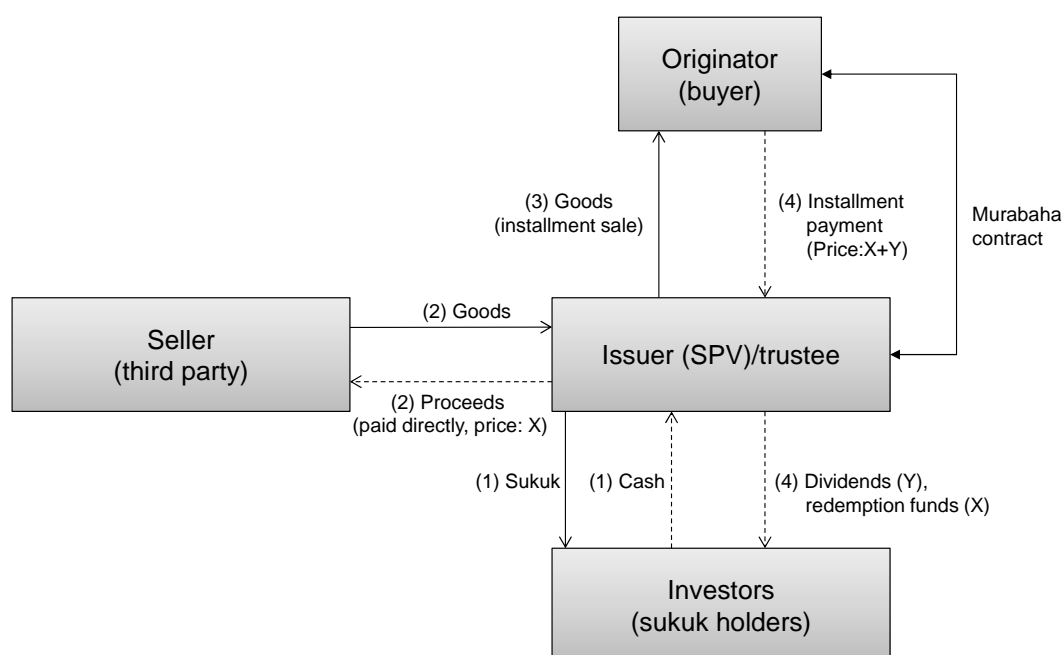 Originator
(buyer)
(3) Goods
(installment sale)
(4) Installment
payment
(Price:X+Y)
Murabaha
contract
Seller
(third party)
(2) Goods
(2) Proceeds
(paid directly, price: X)
Issuer (SPV)/trustee
(1) Sukuk
(1) Cash
(4) Dividends (Y),
redemption funds (X)
Investors
(sukuk holders)